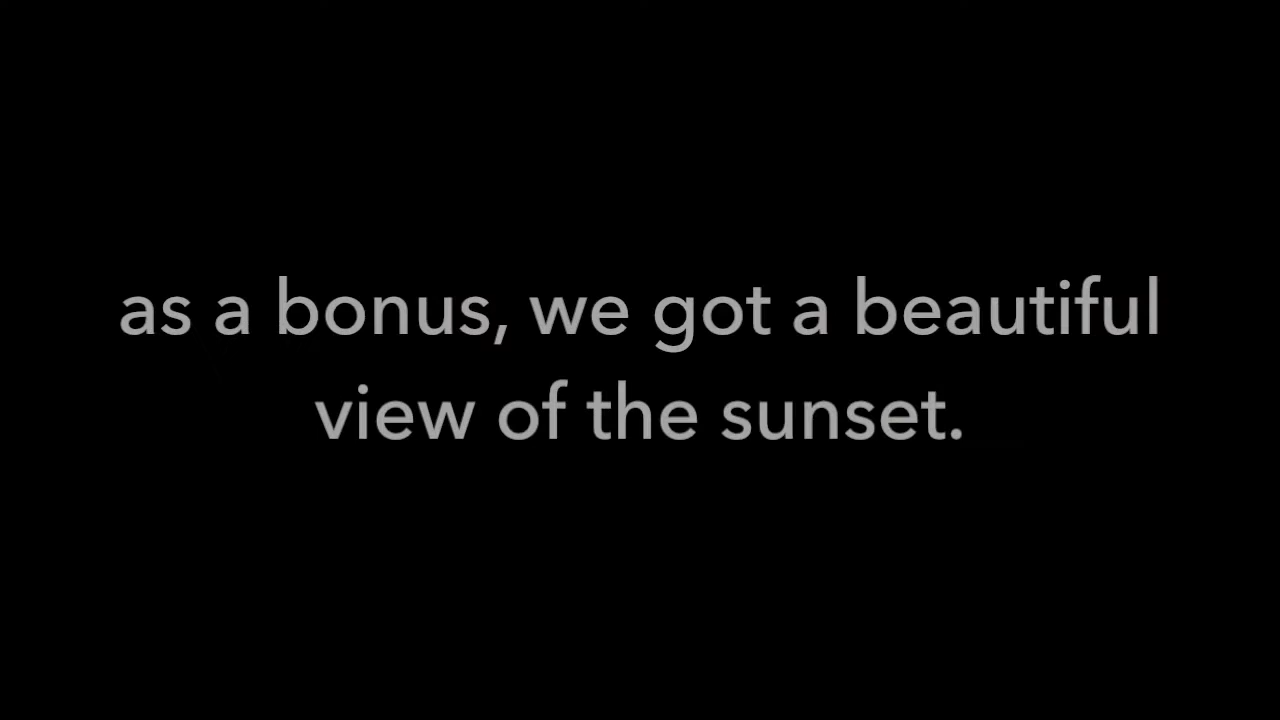 as a bonus, we got a beautiful
view of the sunset.